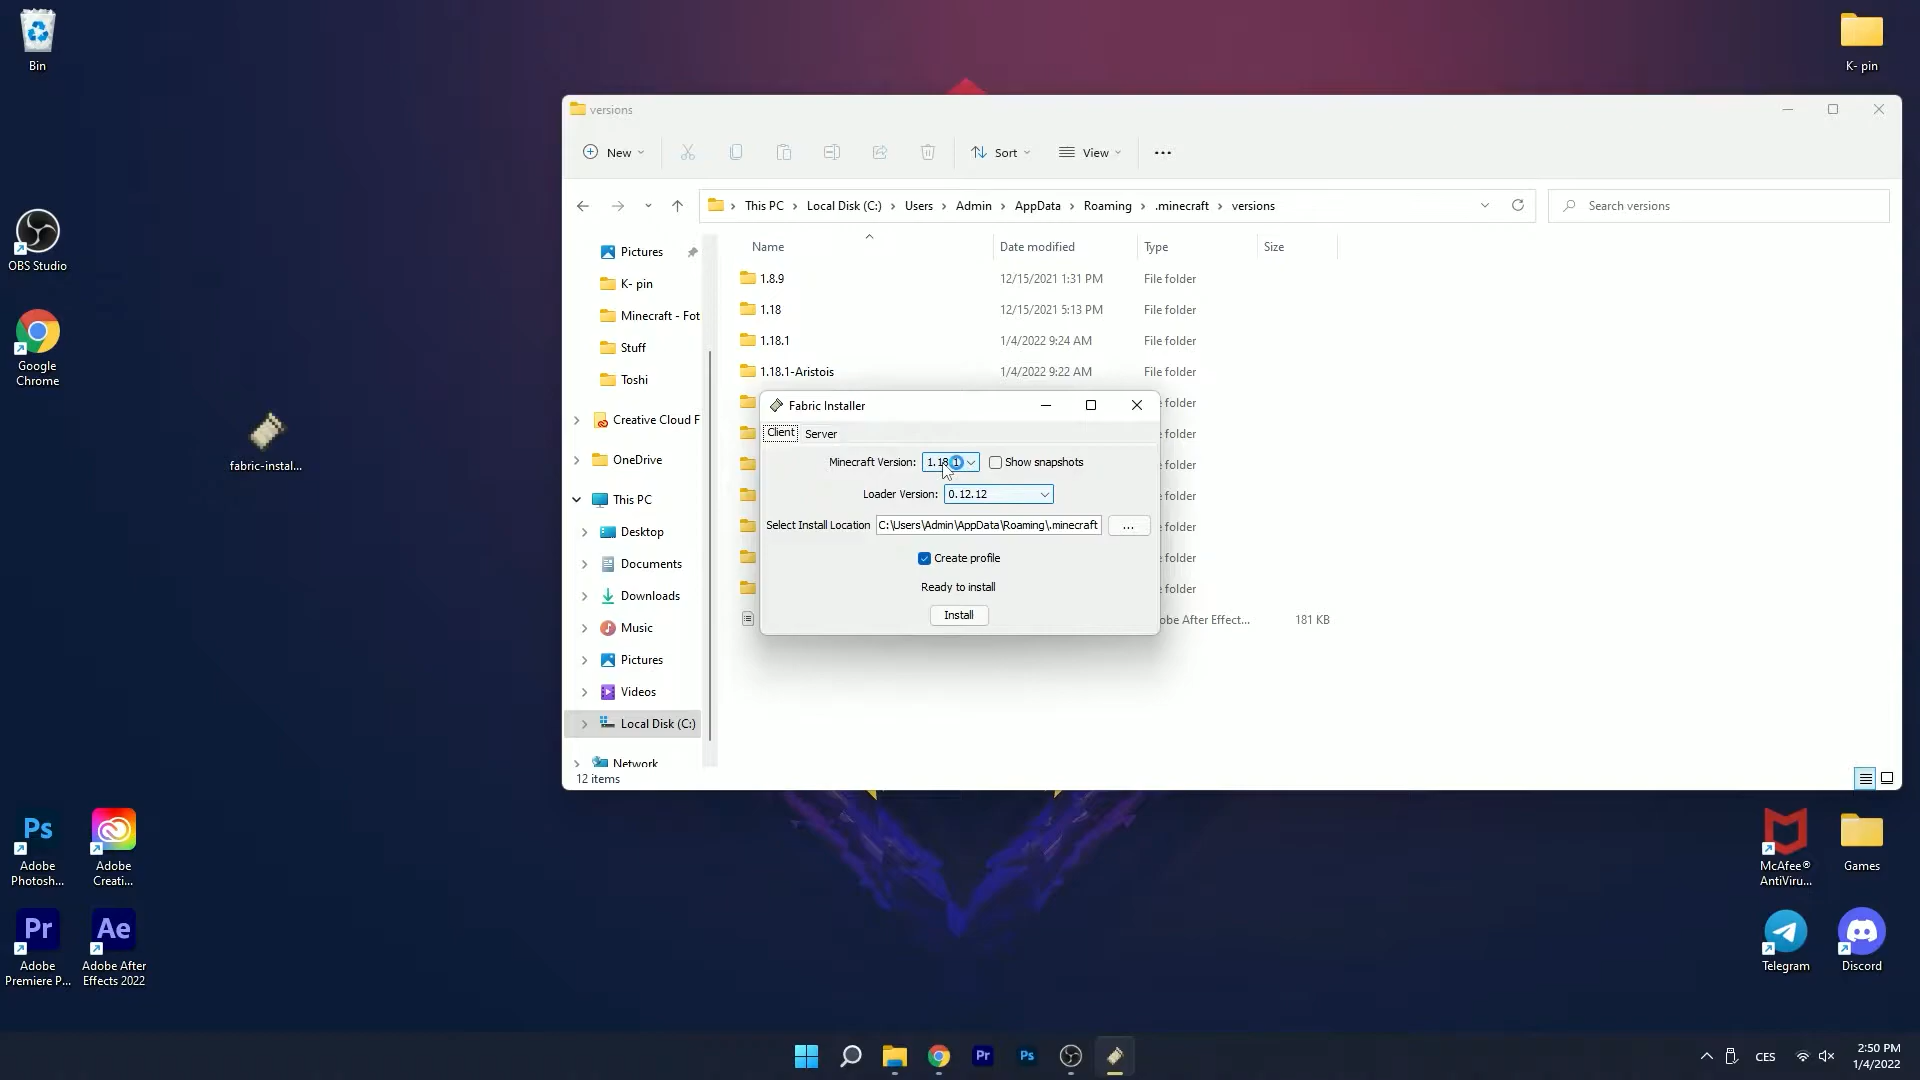 Bin
K- pin
OBS Studio
Google
Chrome
fabric-instal...
versions
New
Sort
View
This PC
Local Disk (C:)
Users
Admin
AppData
Roaming
.minecraft
versions
Search versions
Name
Date modified
Type
Size
1.8.9
12/15/2021 1:31 PM
File folder
1.18
12/15/2021 5:13 PM
File folder
1.18.1
1/4/2022 9:24 AM
File folder
1.18.1-Aristois
1/4/2022 9:22 AM
File folder
folder
folder
folder
folder
folder
folder
folder
obe After Effect...
181 KB
Pictures
K- pin
Minecraft - Fot
Stuff
Toshi
Creative Cloud F
OneDrive
This PC
Desktop
Documents
Downloads
Music
Pictures
Videos
Local Disk (C:)
Network
12 items
Fabric Installer
Client
Server
Minecraft Version:
1.18.1
Show snapshots
Loader Version:
0.12.12
Select Install Location
C:\Users\Admin\AppData\Roaming\.minecraft
...
Create profile
Ready to install
Install
Ps
Adobe
Photosh...
Adobe
Creati...
Pr
Adobe
Premiere P...
Ae
Adobe After
Effects 2022
McAfee®
AntiViru...
Games
Telegram
Discord
Pr
Ps
CES
2:50 PM
1/4/2022